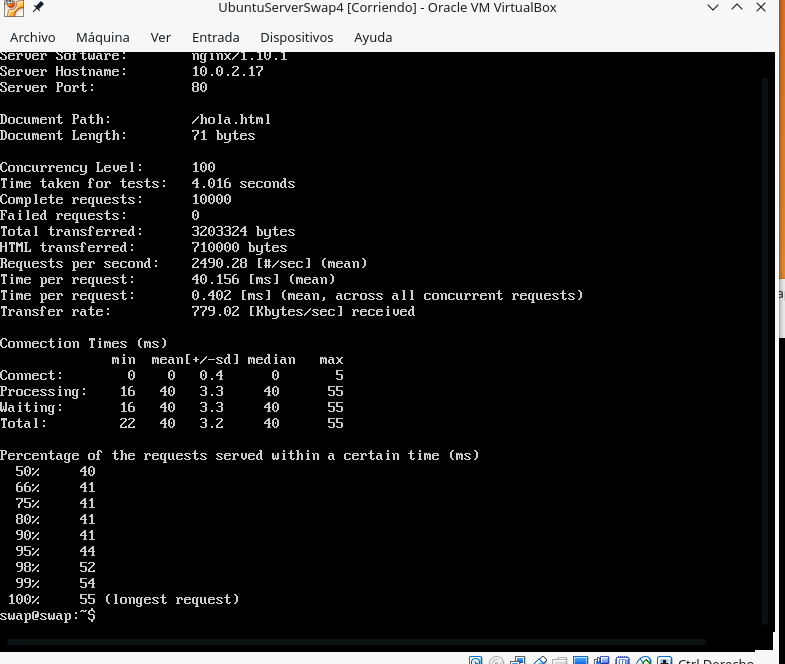 UbuntuServerSwap4 [Corriendo] - Oracle VM VirtualBox
Archivo Máquina Ver Entrada Dispositivos Ayuda
Server Software: nginx/1.10.1
Server Hostname: 10.0.2.17
Server Port: 80
Document Path: /hola.html
Document Length: 71 bytes
Concurrency Level: 100
Time taken for tests: 4.016 seconds
Complete requests: 10000
Failed requests: 0
Total transferred: 3203324 bytes
HTML transferred: 710000 bytes
Requests per second: 2490.28 [#/sec] (mean)
Time per request: 40.156 [ms] (mean)
Time per request: 0.402 [ms] (mean, across all concurrent requests)
Transfer rate: 779.02 [Kbytes/sec] received
Connection Times (ms)
min mean[+/-sd] median max
Connect: 0 0 0.4 0 5
Processing: 16 40 3.3 40 55
Waiting: 16 40 3.3 40 55
Total: 22 40 3.2 40 55
Percentage of the requests served within a certain time (ms)
50% 40
66% 41
75% 41
80% 41
90% 41
95% 44
98% 52
99% 54
100% 55 (longest request)
swap@swap:~$
Ctrl Derecho